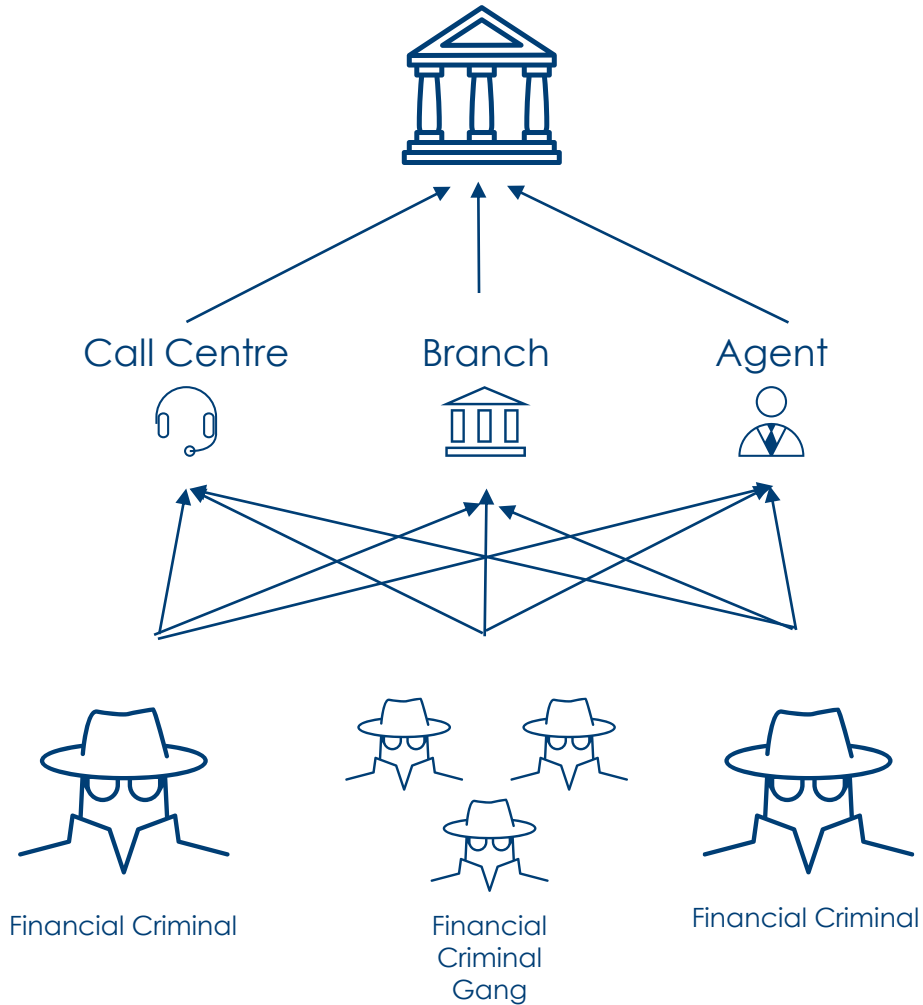 Call Centre
Branch
Agent
Financial Criminal
Financial
Criminal
Gang
Financial Criminal